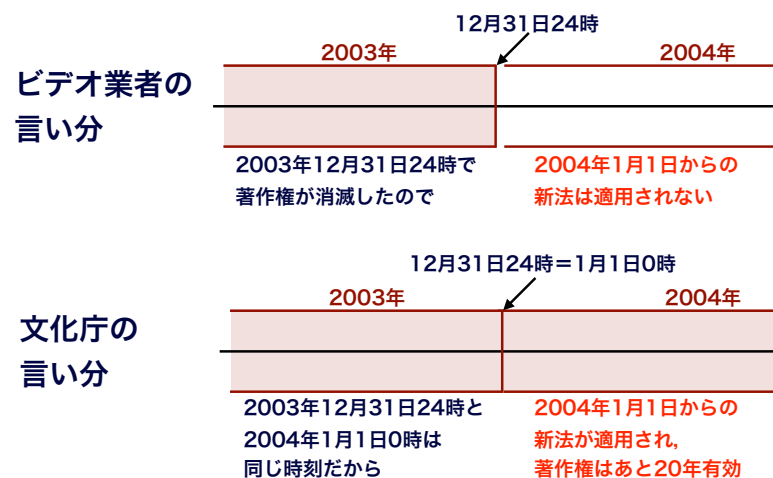 12月31日24時
2003年
2004年
ビデオ業者の
言い分
2003年12月31日24時で
著作権が消滅したので
2004年1月1日からの
新法は適用されない
12月31日24時＝1月1日0時
2003年
2004年
文化庁の
言い分
2003年12月31日24時と
2004年1月1日0時は
同じ時刻だから
2004年1月1日からの
新法が適用され，
著作権はあと20年有効